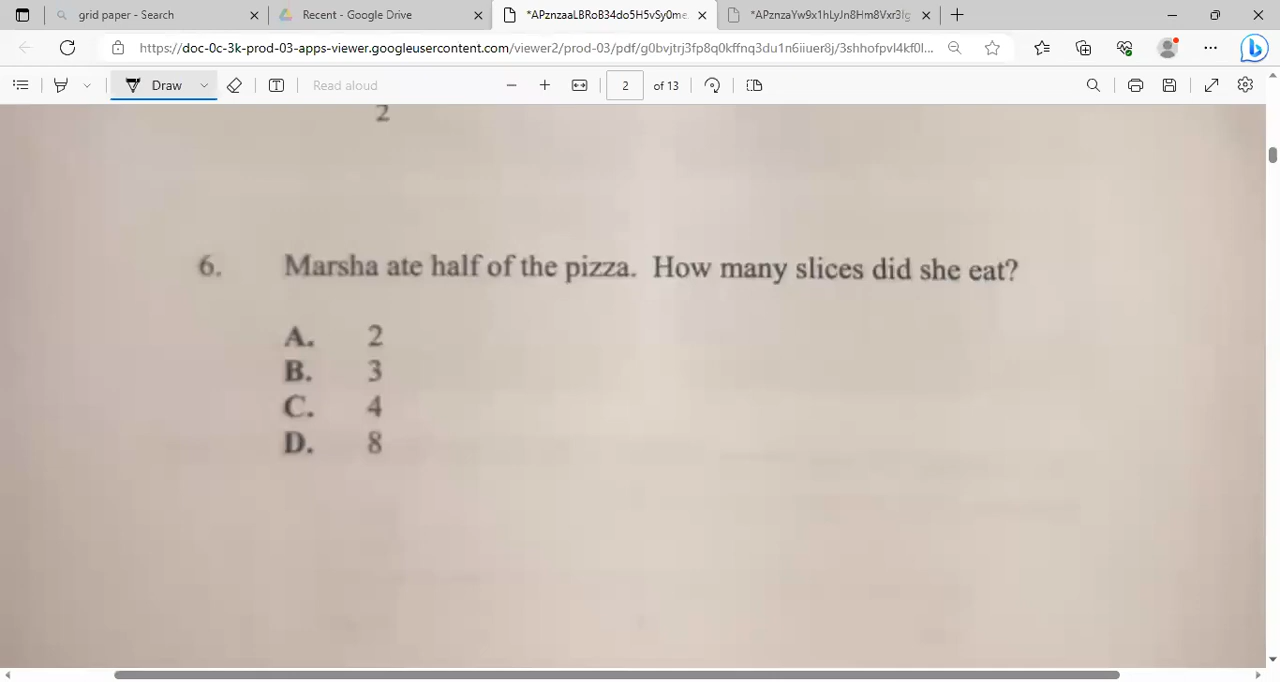 grid paper - Search
Recent - Google Drive
*APznzaaLBRoB34do5H5vSy0me
*APznzaYw9x1hLyJn8Hm8Vxr3Ig
https://doc-0c-3k-prod-03-apps-viewer.googleusercontent.com/viewer2/prod-03/pdf/g0bvjtrj3fp8q0kffnq3du1n6iiuer8j/3shhofpvl4kf0l...
Draw
Read aloud
2 of 13
2
6. Marsha ate half of the pizza. How many slices did she eat?
A. 2
B. 3
C. 4
D. 8